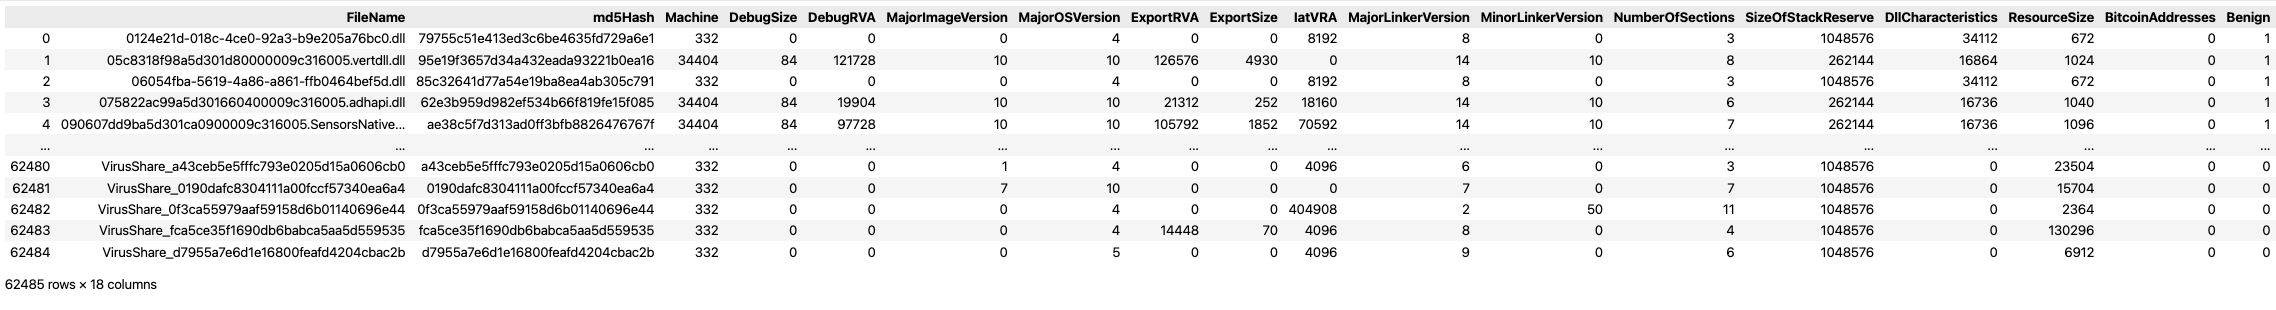 FileName md5Hash Machine DebugSize DebugRVA MajorImageVersion MajorOSVersion ExportRVA ExportSize IatVRA MajorLinkerVersion MinorLinkerVersion NumberOfSections SizeOfStackReserve DllCharacteristics ResourceSize BitcoinAddresses Benign
0 0124e21d-018c-4ce0-92a3-b9e205a76bc0.dll 79755c51e413ed3c6be4635fd729a6e1 332 0 0 0 4 0 0 8192 8 0 3 1048576 34112 672 0 1
1 05c8318f98a5d301d80000009c316005.vertdll.dll 95e19f3657d34a432eada93221b0ea16 34404 84 121728 10 10 126576 4930 0 14 10 8 262144 16864 1024 0 1
2 06054fba-5619-4a86-a861-ffb0464bef5d.dll 85c32641d77a54e19ba8ea4ab305c791 332 0 0 0 4 0 0 8192 8 0 3 1048576 34112 672 0 1
3 075822ac99a5d301660400009c316005.adhapi.dll 62e3b959d982ef534b66f819fe15f085 34404 84 19904 10 10 21312 252 18160 14 10 6 262144 16736 1040 0 1
4 090607dd9ba5d301ca0900009c316005.SensorsNative... ae38c5f7d313ad0ff3bfb8826476767f 34404 84 97728 10 10 105792 1852 70592 14 10 7 262144 16736 1096 0 1
... ... ... ... ... ... ... ... ... ... ... ... ... ... ... ... ... ... ...
62480 VirusShare_a43ceb5e5fffc793e0205d15a0606cb0 a43ceb5e5fffc793e0205d15a0606cb0 332 0 0 1 4 0 0 4096 6 0 3 1048576 0 23504 0 0
62481 VirusShare_0190dafc8304111a00fccf57340ea6a4 0190dafc8304111a00fccf57340ea6a4 332 0 0 7 10 0 0 0 7 0 7 1048576 0 15704 0 0
62482 VirusShare_0f3ca55979aaf59158d6b01140696e44 0f3ca55979aaf59158d6b01140696e44 332 0 0 0 4 0 0 404908 2 50 11 1048576 0 2364 0 0
62483 VirusShare_fca5ce35f1690db6babca5aa5d559535 fca5ce35f1690db6babca5aa5d559535 332 0 0 0 4 14448 70 4096 8 0 4 1048576 0 130296 0 0
62484 VirusShare_d7955a7e6d1e16800feafd4204cbac2b d7955a7e6d1e16800feafd4204cbac2b 332 0 0 0 5 0 0 4096 9 0 6 1048576 0 6912 0 0
62485 rows × 18 columns